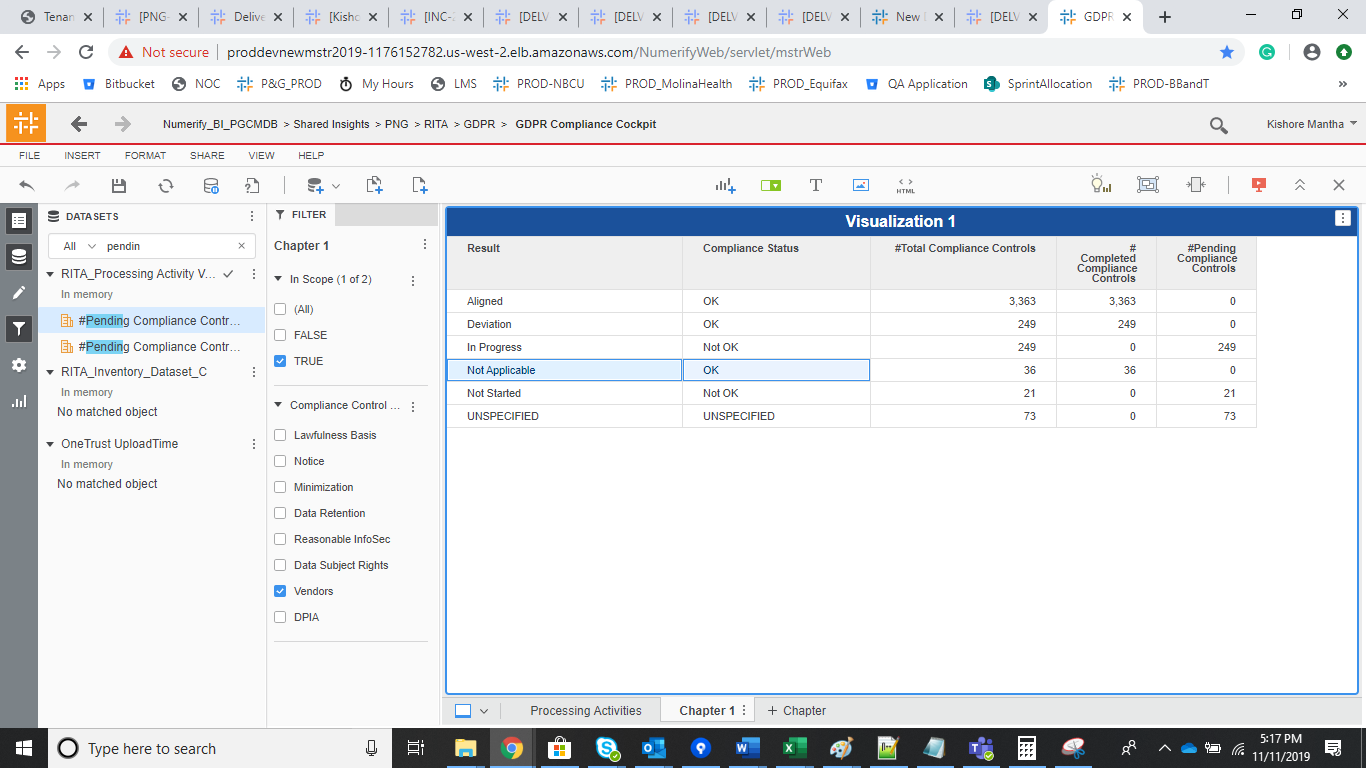 Tenan
[PNG-
Delive
[Kisho
[INC-
[DELV
[DELV
[DELV
[DELV
New
[DELV
GDPR
Not secure
proddevnewmstr2019-1176152782.us-west-2.elb.amazonaws.com/NumerifyWeb/servlet/mstrWeb
Apps
Bitbucket
NOC
P&G_PROD
My Hours
LMS
PROD-NBCU
PROD_MolinaHealth
PROD_Equifax
QA Application
SprintAllocation
PROD-BBandT
»
Numerify_BI_PGCMDB > Shared Insights > PNG > RITA > GDPR > GDPR Compliance Cockpit
Kishore Mantha
FILE INSERT FORMAT SHARE VIEW HELP
HTML
DATASETS
All pendin
RITA_Processing Activity V...
In memory
#Pending Compliance Contr...
#Pending Compliance Contr...
RITA_Inventory_Dataset_C
In memory
No matched object
OneTrust UploadTime
In memory
No matched object
FILTER
Chapter 1
In Scope (1 of 2)
(All)
FALSE
TRUE
Compliance Control ...
Lawfulness Basis
Notice
Minimization
Data Retention
Reasonable InfoSec
Data Subject Rights
Vendors
DPIA
Visualization 1
Result Compliance Status #Total Compliance Controls # Completed Compliance Controls #Pending Compliance Controls
Aligned OK 3,363 3,363 0
Deviation OK 249 249 0
In Progress Not OK 249 0 249
Not Applicable OK 36 36 0
Not Started Not OK 21 0 21
UNSPECIFIED UNSPECIFIED 73 0 73
Processing Activities Chapter 1 + Chapter
Type here to search
5:17 PM
11/11/2019